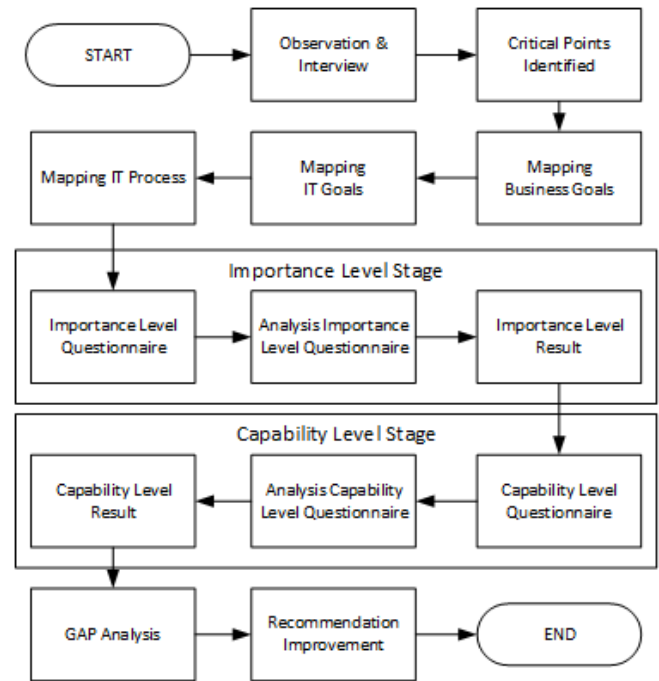 START
Observation &
Interview
Critical Points
Identified
Mapping IT Process
Mapping
IT Goals
Mapping
Business Goals
Importance Level Stage
Importance Level
Questionnaire
Analysis Importance
Level Questionnaire
Importance Level
Result
Capability Level Stage
Capability Level
Result
Analysis Capability
Level Questionnaire
Capability Level
Questionnaire
GAP Analysis
Recommendation
Improvement
END